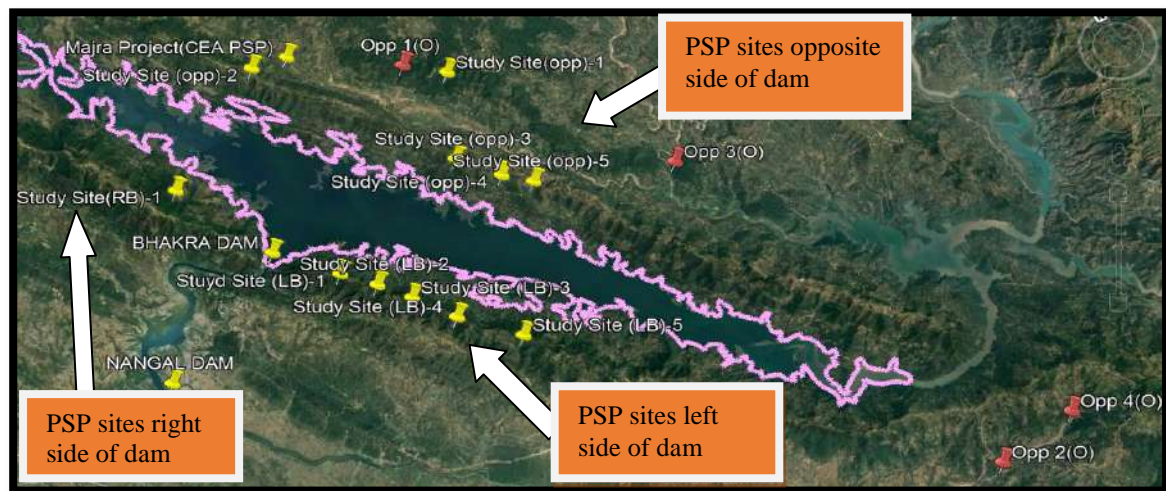 Majra Project(CEA PSP)
Opp 1(O)
PSP sites opposite
side of dam
Study Site (opp)-2
Study Site(opp)-1
Study Site (opp)-3
Opp 3(O)
Study Site (opp)-5
Study Site (opp)-4
Study Site(RB)-1
BHAKRA DAM
Study Site (LB)-2
Stuyd Site (LB)-1
Study Site (LB)-3
Study Site (LB)-4
Study Site (LB)-5
NANGAL DAM
PSP sites right
side of dam
PSP sites left
side of dam
Opp 4(O)
Opp 2(O)